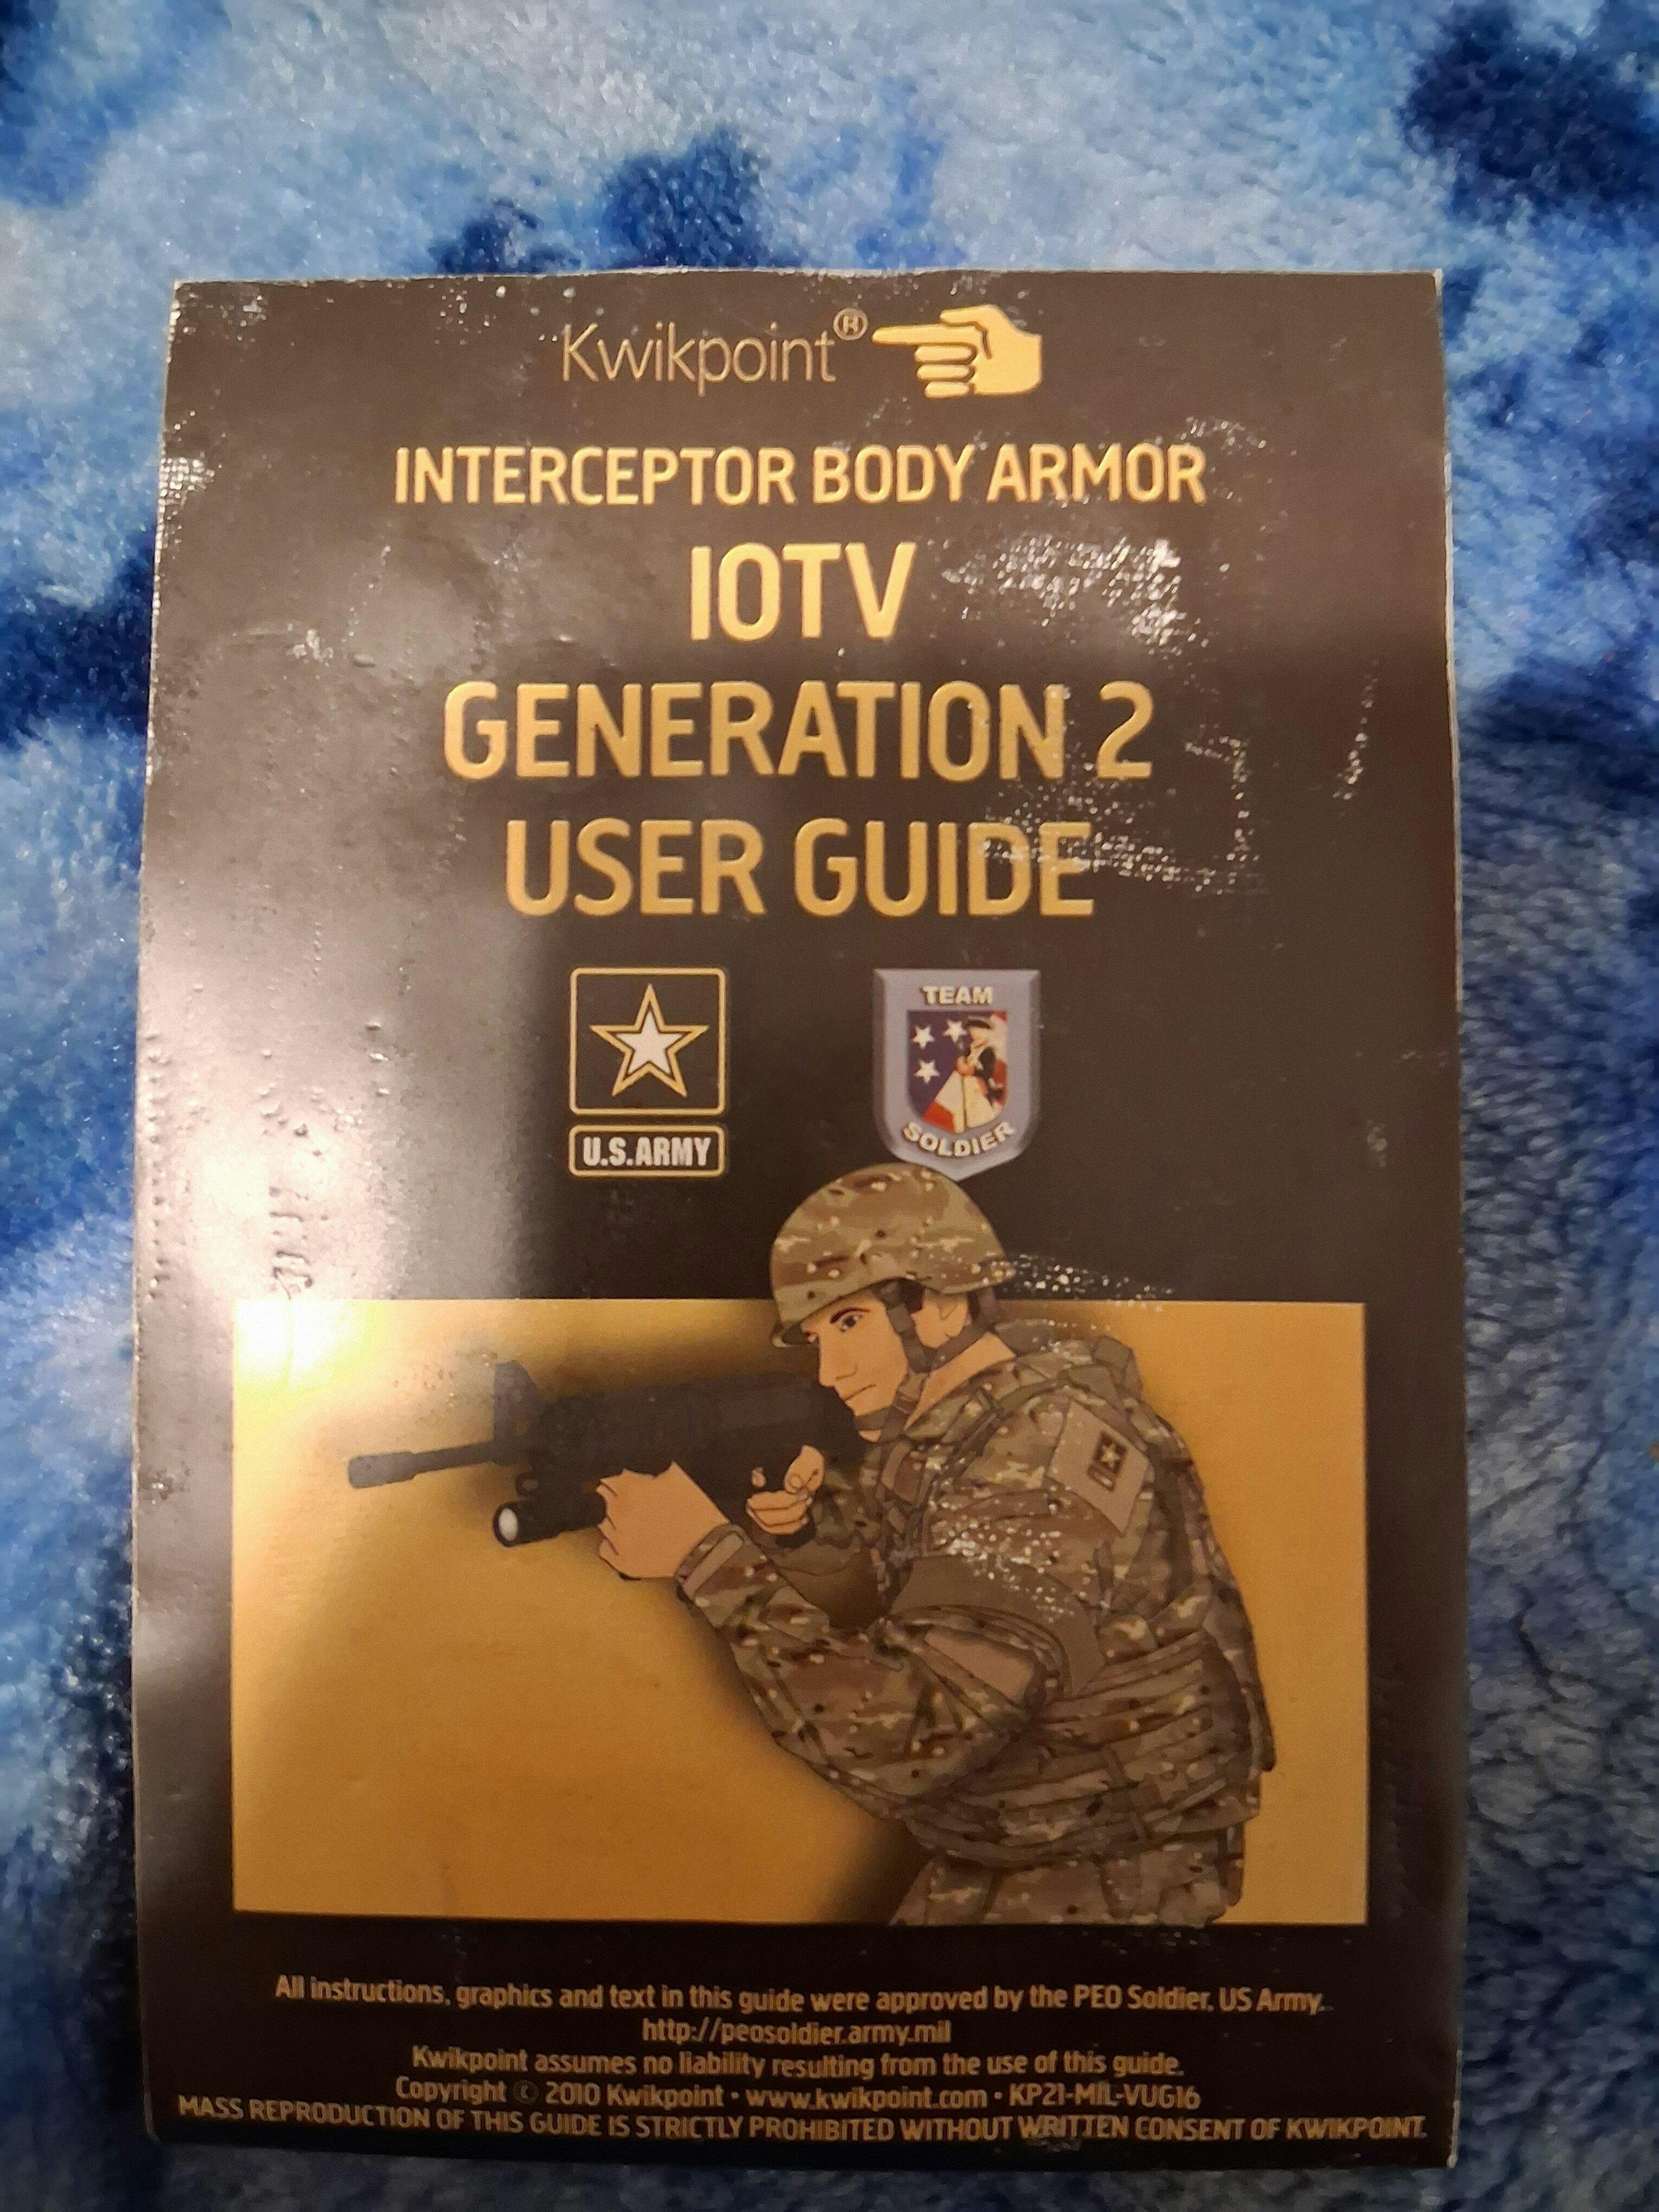 Kwikpoint®
INTERCEPTOR BODY ARMOR
IOTV
GENERATION 2
USER GUIDE
U.S.ARMY
TEAM
SOLDIER
All instructions, graphics and text in this guide were approved by the PEO Soldier, US Army.
http://peosoldier.army.mil
Kwikpoint assumes no liability resulting from the use of this guide.
Copyright © 2010 Kwikpoint • www.kwikpoint.com • KP21-MIL-VUG16
MASS REPRODUCTION OF THIS GUIDE IS STRICTLY PROHIBITED WITHOUT WRITTEN CONSENT OF KWIKPOINT.